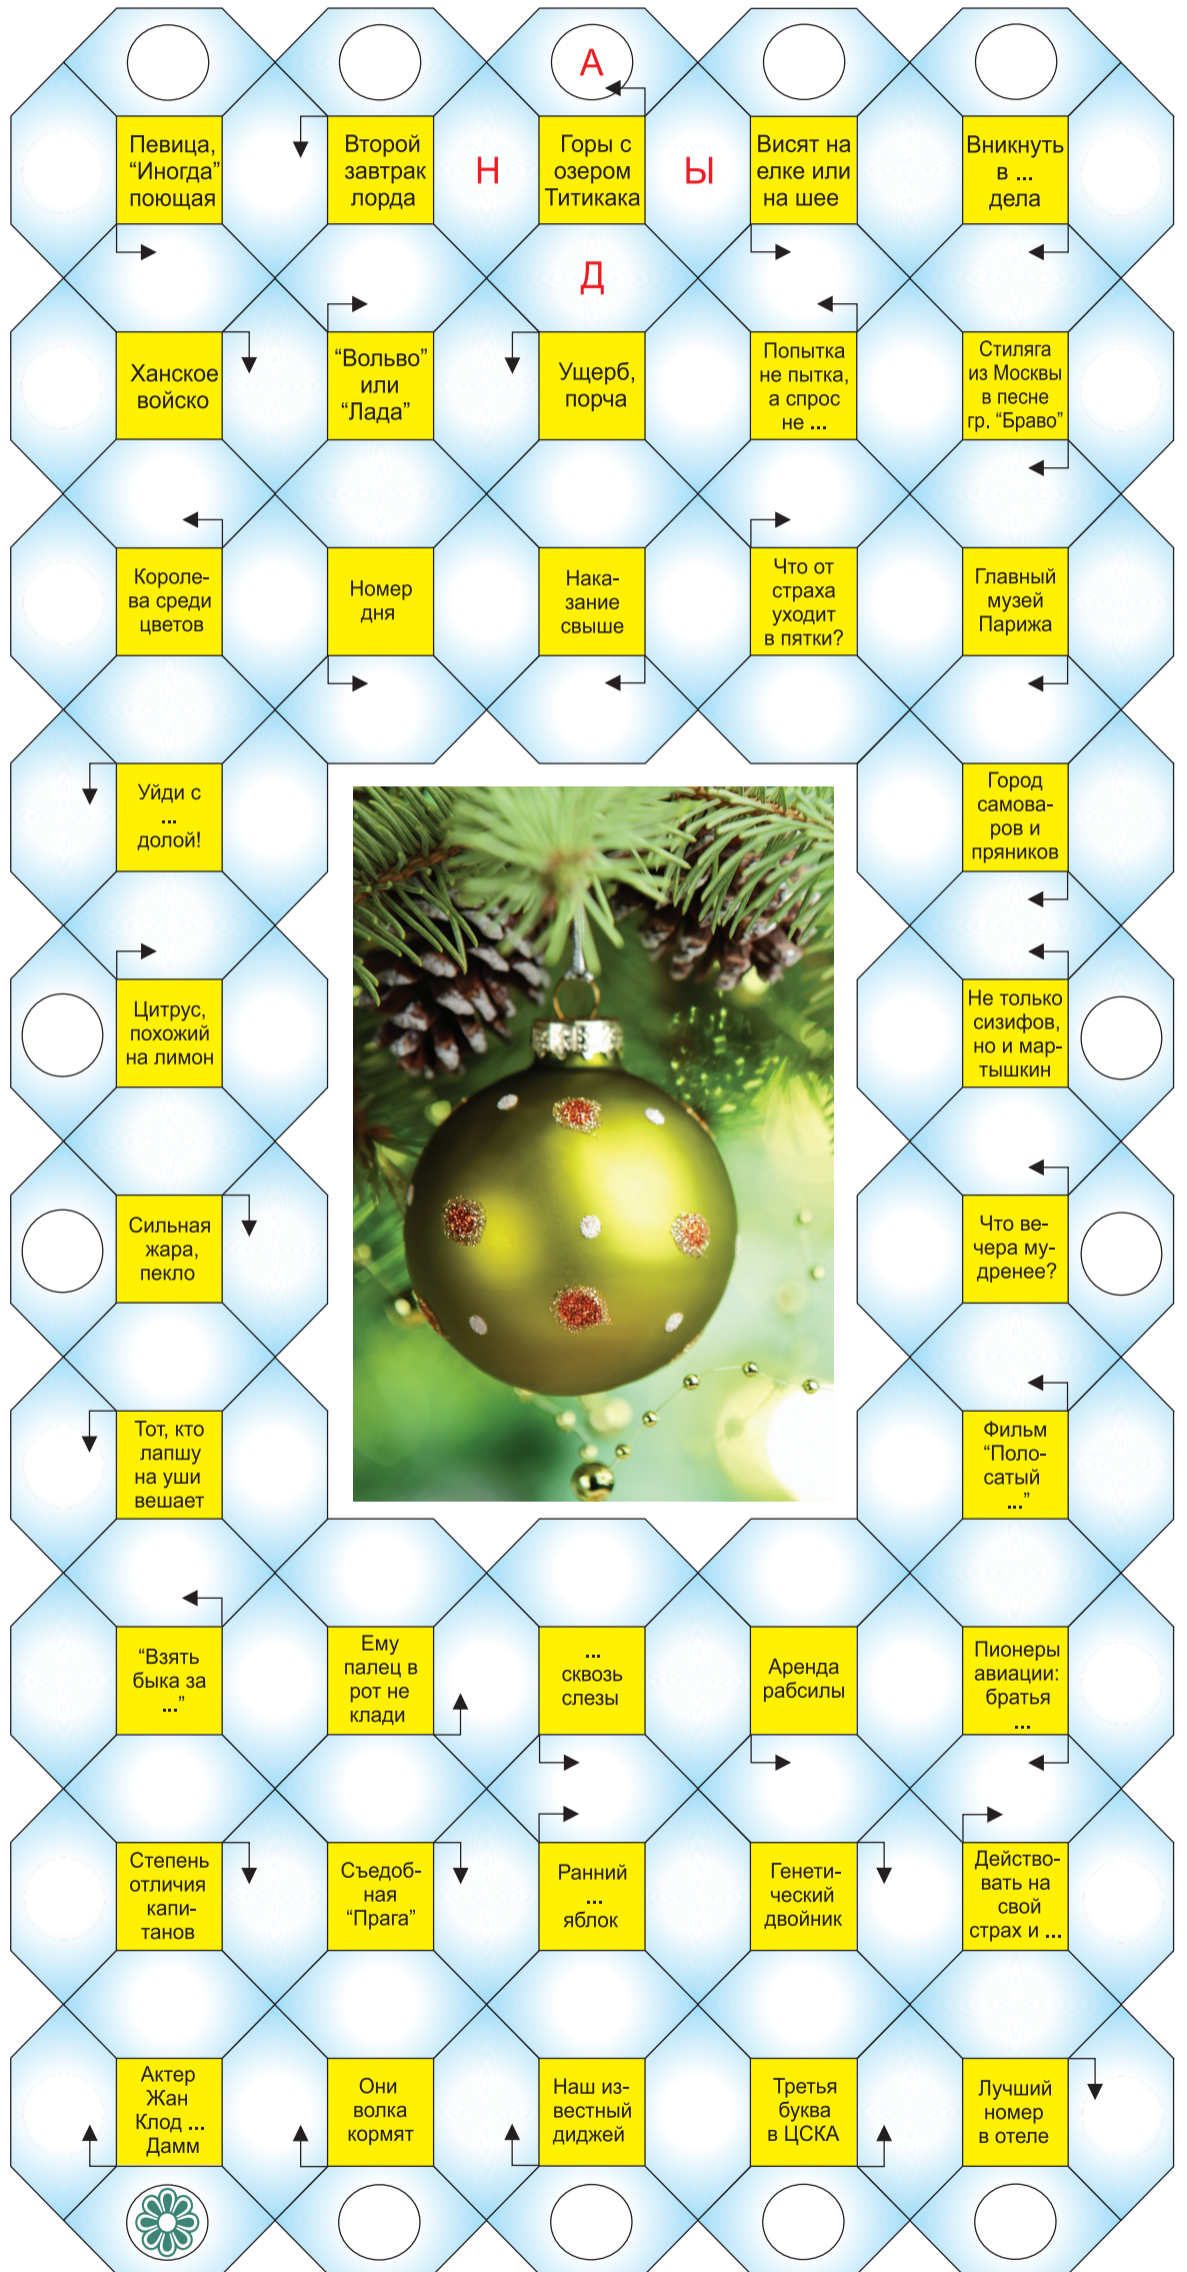 А
Певица,
“Иногда”
поющая
Второй
завтрак
лорда
Н
Горы с
озером
Титикака
Ы
Висят на
елке или
на шее
Вникнуть
в ...
дела
Д
Ханское
войско
“Вольво”
или
“Лада”
Ущерб,
порча
Попытка
не пытка,
а спрос
не ...
Стиляга
из Москвы
в песне
гр. “Браво”
Короле-
ва среди
цветов
Номер
дня
Нака-
зание
свыше
Что от
страха
уходит
в пятки?
Главный
музей
Парижа
Уйди с
...
долой!
Город
самова-
ров и
пряников
Цитрус,
похожий
на лимон
Не только
сизифов,
но и мар-
тышкин
Сильная
жара,
пекло
Что ве-
чера му-
дренее?
Тот, кто
лапшу
на уши
вешает
Фильм
“Поло-
сатый
...”
“Взять
быка за
...”
Ему
палец в
рот не
клади
...
сквозь
слезы
Аренда
рабсилы
Пионеры
авиации:
братья
...
Степень
отличия
капи-
танов
Съедоб-
ная
“Прага”
Ранний
...
яблок
Генети-
ческий
двойник
Действо-
вать на
свой
страх и ...
Актер
Жан
Клод ...
Дамм
Они
волка
кормят
Наш из-
вестный
диджей
Третья
буква
в ЦСКА
Лучший
номер
в отеле